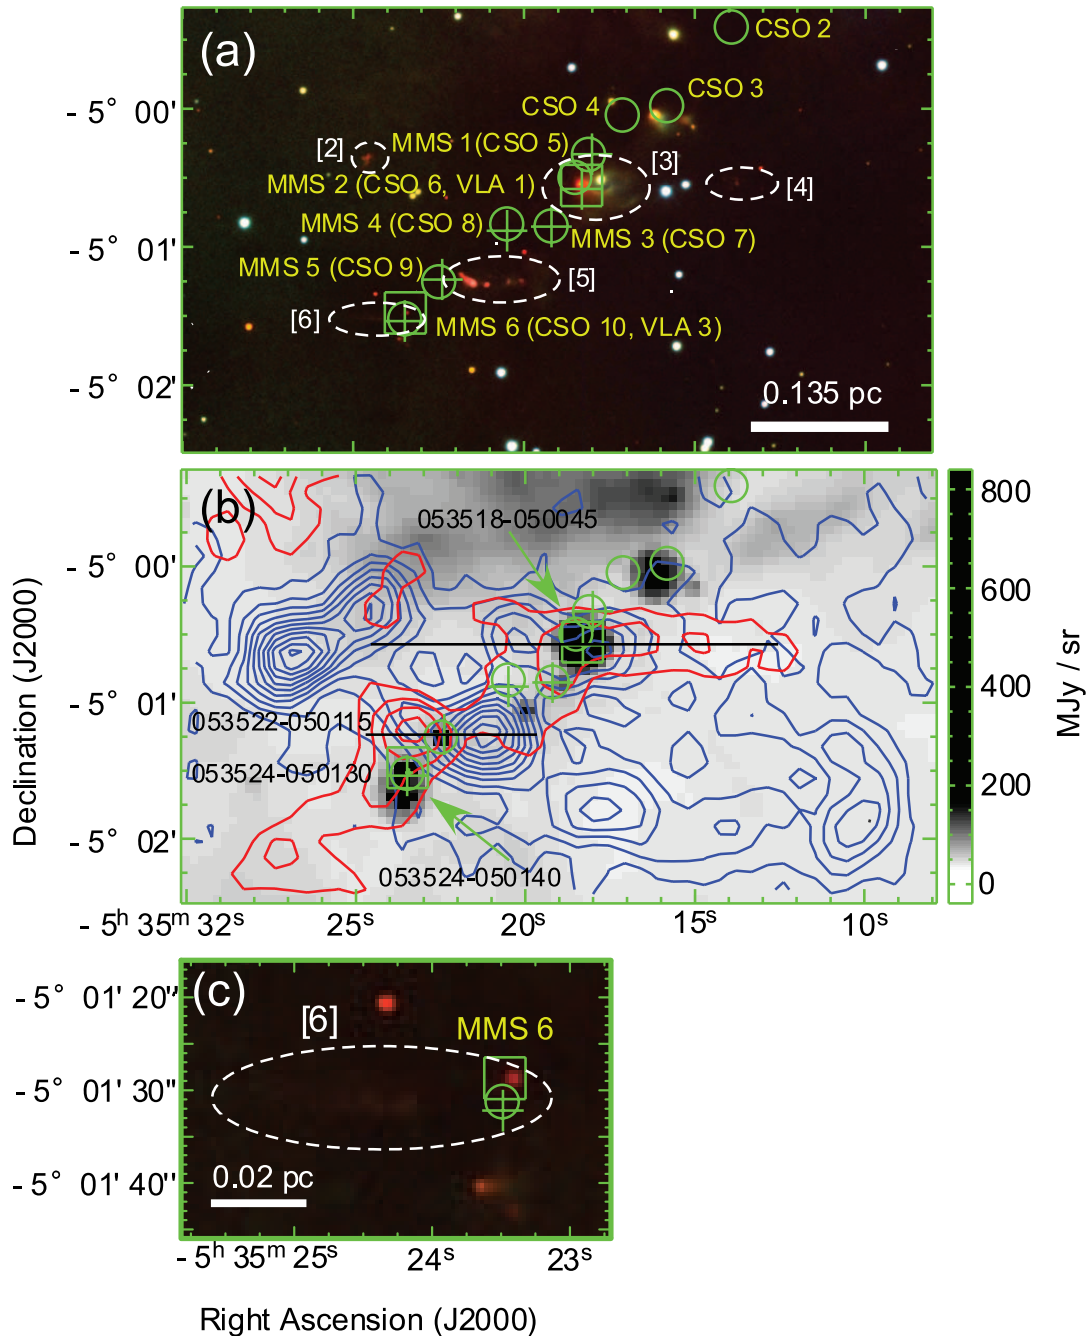 (a)
CSO 2
CSO 3
CSO 4
- 5° 00'
MMS 1 (CSO 5)
[2]
[3]
[4]
MMS 2 (CSO 6, VLA 1)
MMS 4 (CSO 8)
MMS 3 (CSO 7)
- 5° 01'
MMS 5 (CSO 9)
[5]
[6]
MMS 6 (CSO 10, VLA 3)
- 5° 02'
0.135 pc
(b)
053518-050045
- 5° 00'
- 5° 01'
053522-050115
053524-050130
- 5° 02'
053524-050140
Declination (J2000)
800
600
400
200
0
MJy / sr
- 5ʰ 35ᵐ 32ˢ
25ˢ
20ˢ
15ˢ
10ˢ
(c)
- 5° 01' 20''
[6]
MMS 6
- 5° 01' 30''
- 5° 01' 40''
0.02 pc
- 5ʰ 35ᵐ 25ˢ
24ˢ
23ˢ
Right Ascension (J2000)